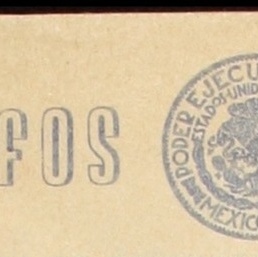 FOS
PODER EJECU
ESTADOS UNID
MEXICO